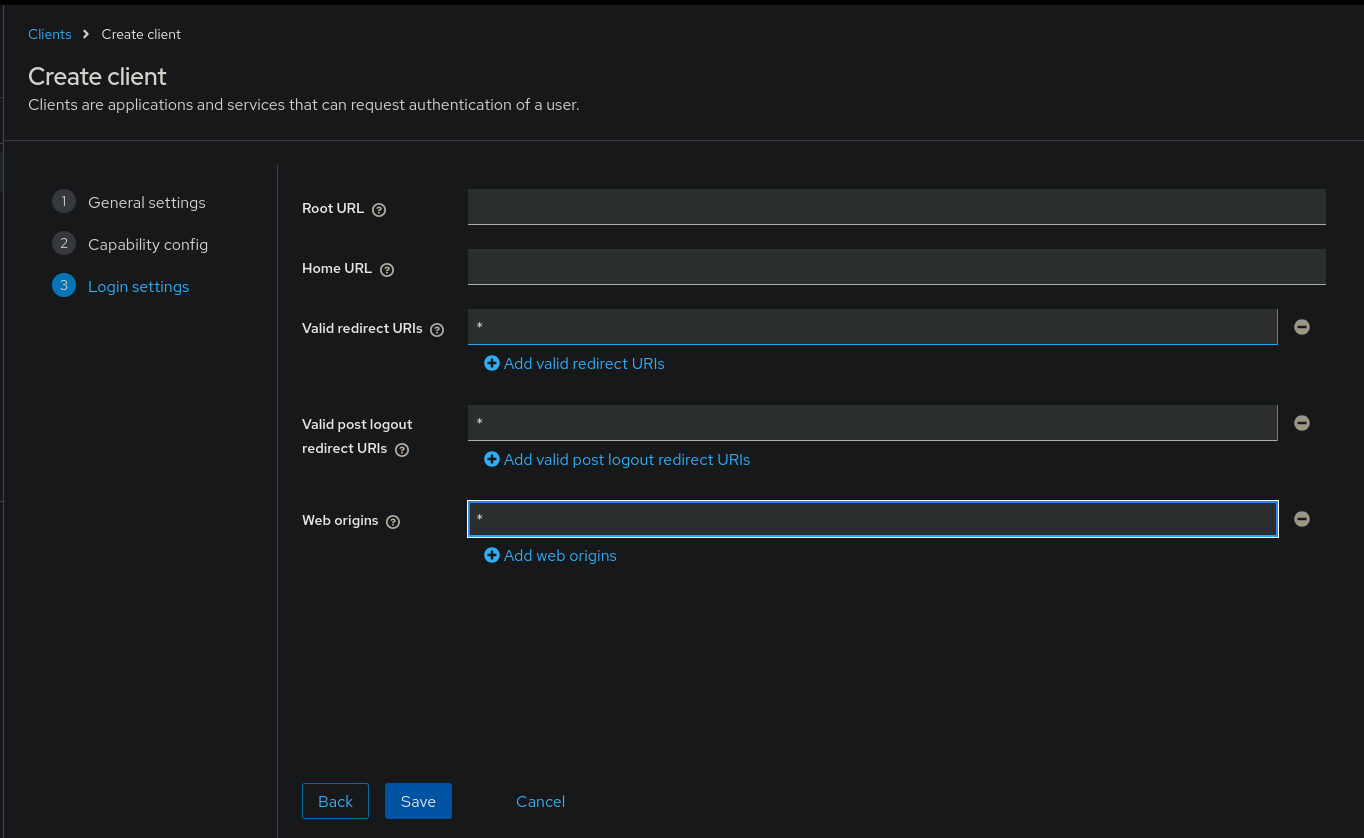 Clients > Create client
Create client
Clients are applications and services that can request authentication of a user.
1 General settings
2 Capability config
3 Login settings
Root URL ?
Home URL ?
Valid redirect URIs ? *
Add valid redirect URIs
Valid post logout
redirect URIs ? *
Add valid post logout redirect URIs
Web origins ? *
Add web origins
Back Save Cancel